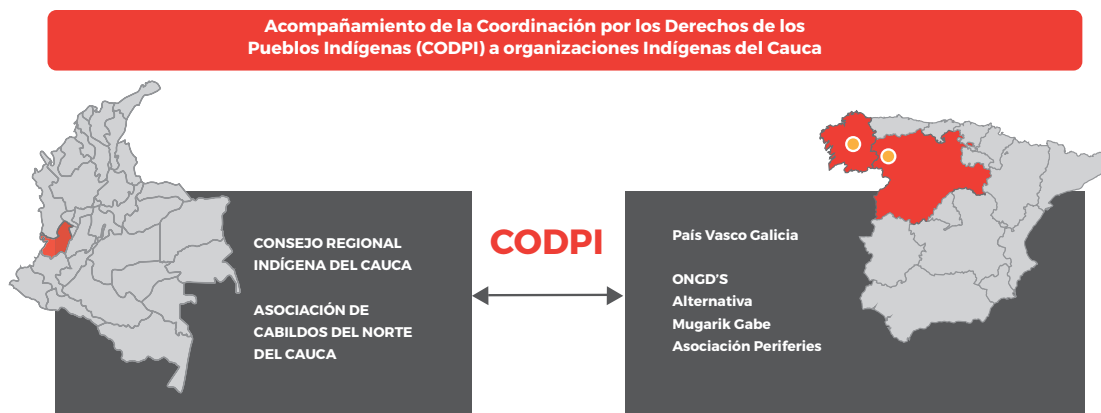 Acompañamiento de la Coordinación por los Derechos de los
Pueblos Indígenas (CODPI) a organizaciones Indígenas del Cauca
CONSEJO REGIONAL
INDÍGENA DEL CAUCA
ASOCIACIÓN DE
CABILDOS DEL NORTE
DEL CAUCA
CODPI
País Vasco Galicia
ONGD'S
Alternativa
Mugarik Gabe
Asociación Periferies